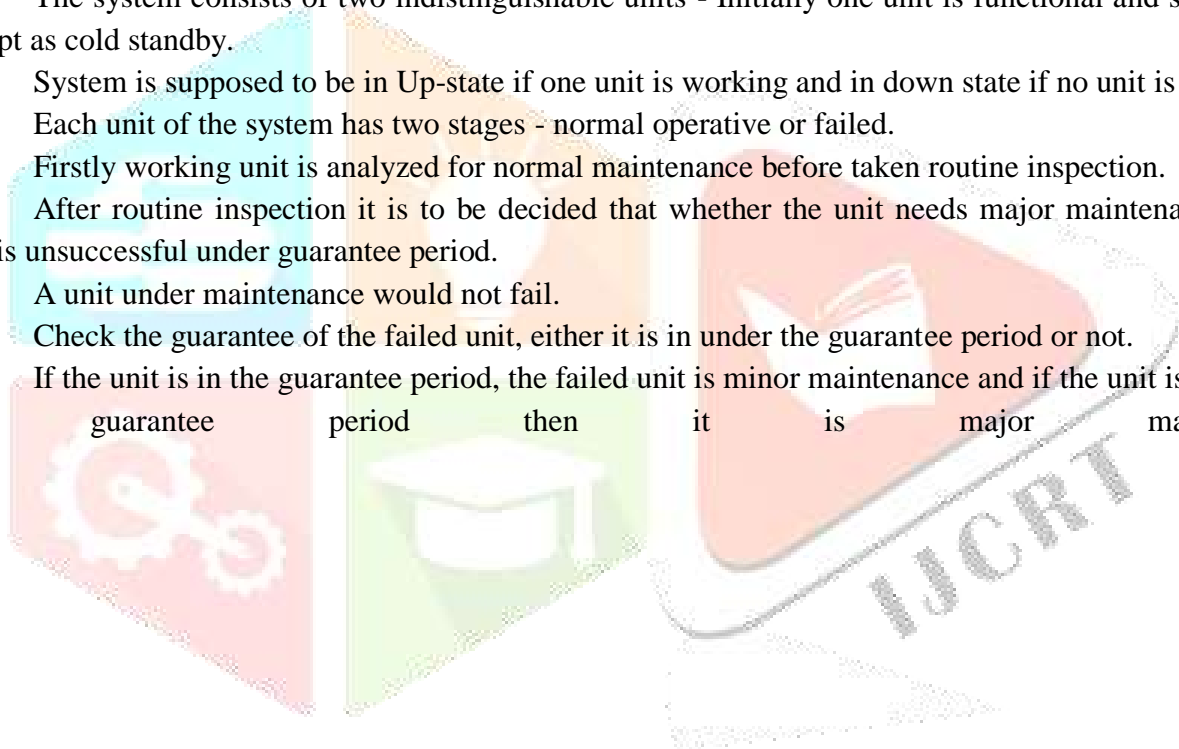 The system consists of two indistinguishable units - Initially one unit is functional and s
pt as cold standby.
System is supposed to be in Up-state if one unit is working and in down state if no unit is
Each unit of the system has two stages - normal operative or failed.
Firstly working unit is analyzed for normal maintenance before taken routine inspection.
After routine inspection it is to be decided that whether the unit needs major maintena
is unsuccessful under guarantee period.
A unit under maintenance would not fail.
Check the guarantee of the failed unit, either it is in under the guarantee period or not.
If the unit is in the guarantee period, the failed unit is minor maintenance and if the unit is
guarantee period then it is major ma
IJCRT